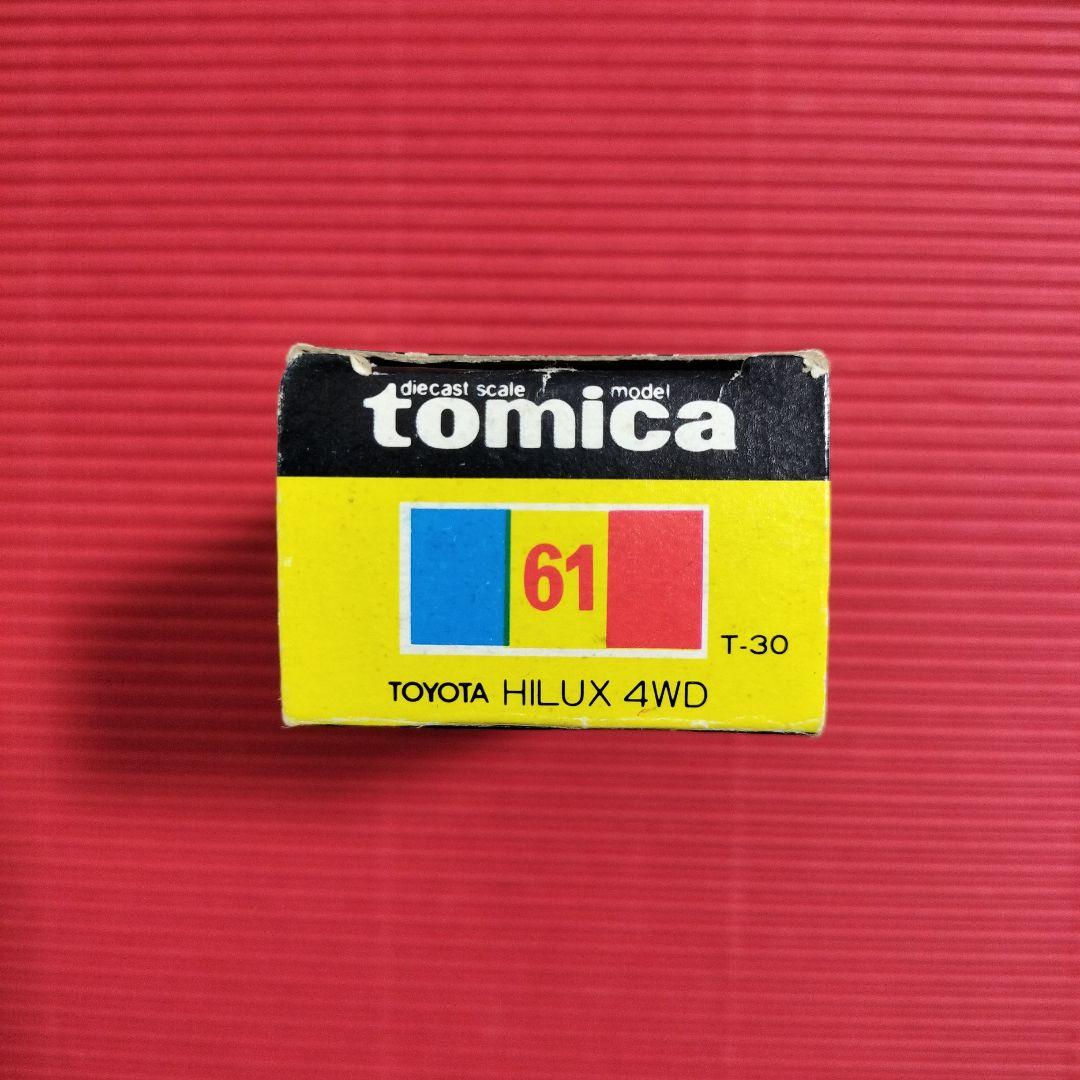 diecast scale model
tomica
61
T-30
TOYOTA HILUX 4WD